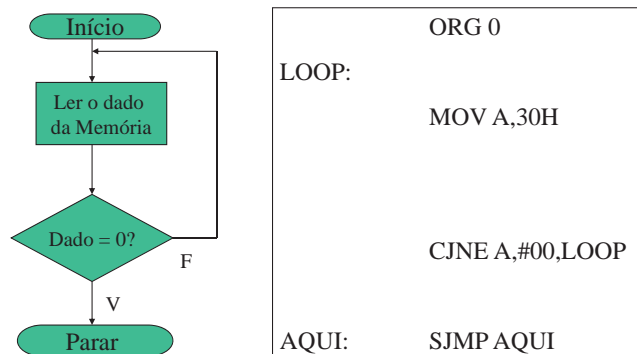 Início
Ler o dado
da Memória
Dado = 0?
F
V
Parar
ORG 0
LOOP:
MOV A,30H
CJNE A,#00,LOOP
AQUI: SJMP AQUI